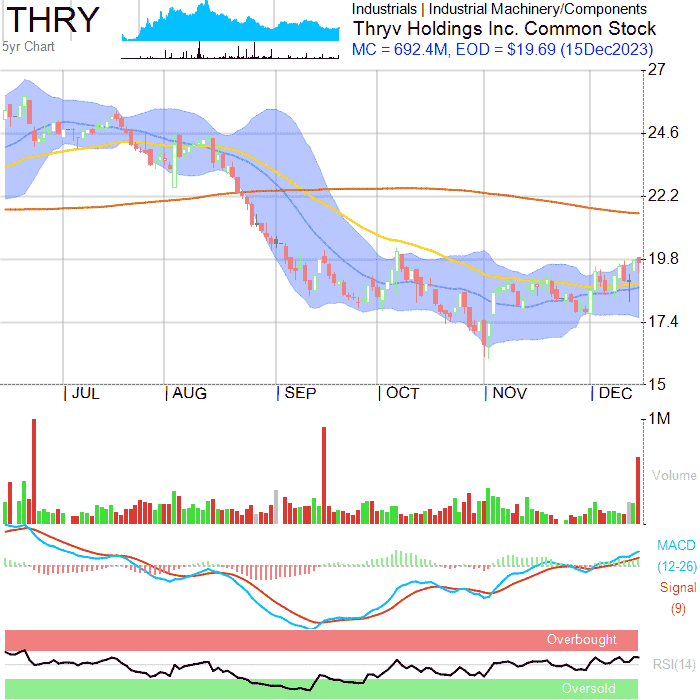 THRY
5yr Chart
Industrials | Industrial Machinery/Components
Thryv Holdings Inc. Common Stock
MC = 692.4M, EOD = $19.69 (15Dec2023)
27
24.6
22.2
19.8
17.4
15
JUL AUG SEP OCT NOV DEC
1M
Volume
MACD
(12-26)
Signal
(9)
Overbought
RSI(14)
Oversold